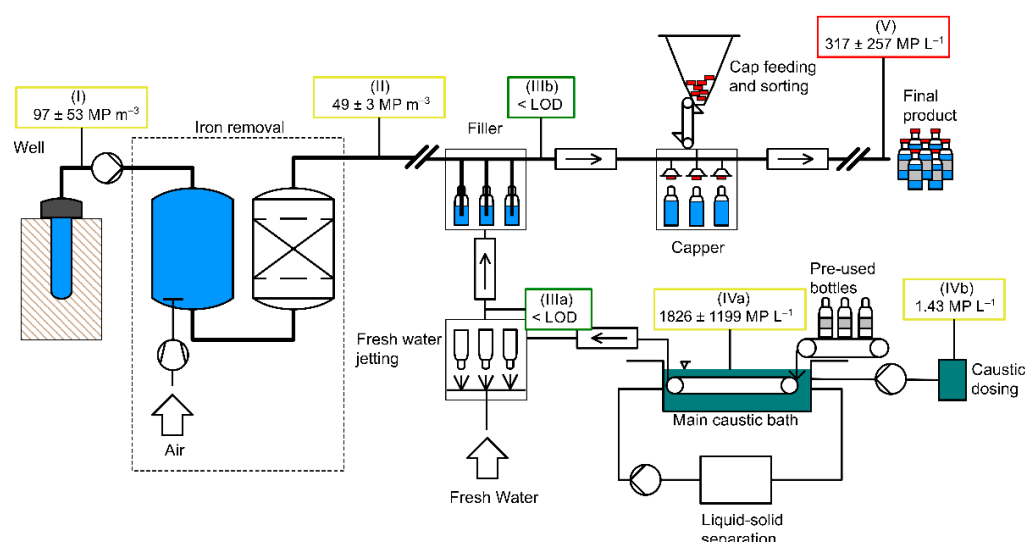 (V)
317 ± 257 MP L⁻¹
(I)
97 ± 53 MP m⁻³
(II)
49 ± 3 MP m⁻³
(IIIb)
< LOD
Cap feeding
and sorting
Final
product
Iron removal
Filler
Well
Capper
Pre-used
bottles
(IVa)
1826 ± 1199 MP L⁻¹
(IVb)
1.43 MP L⁻¹
(IIIa)
< LOD
Fresh water
jetting
Caustic
dosing
Main caustic bath
Air
Fresh Water
Liquid-solid
separation